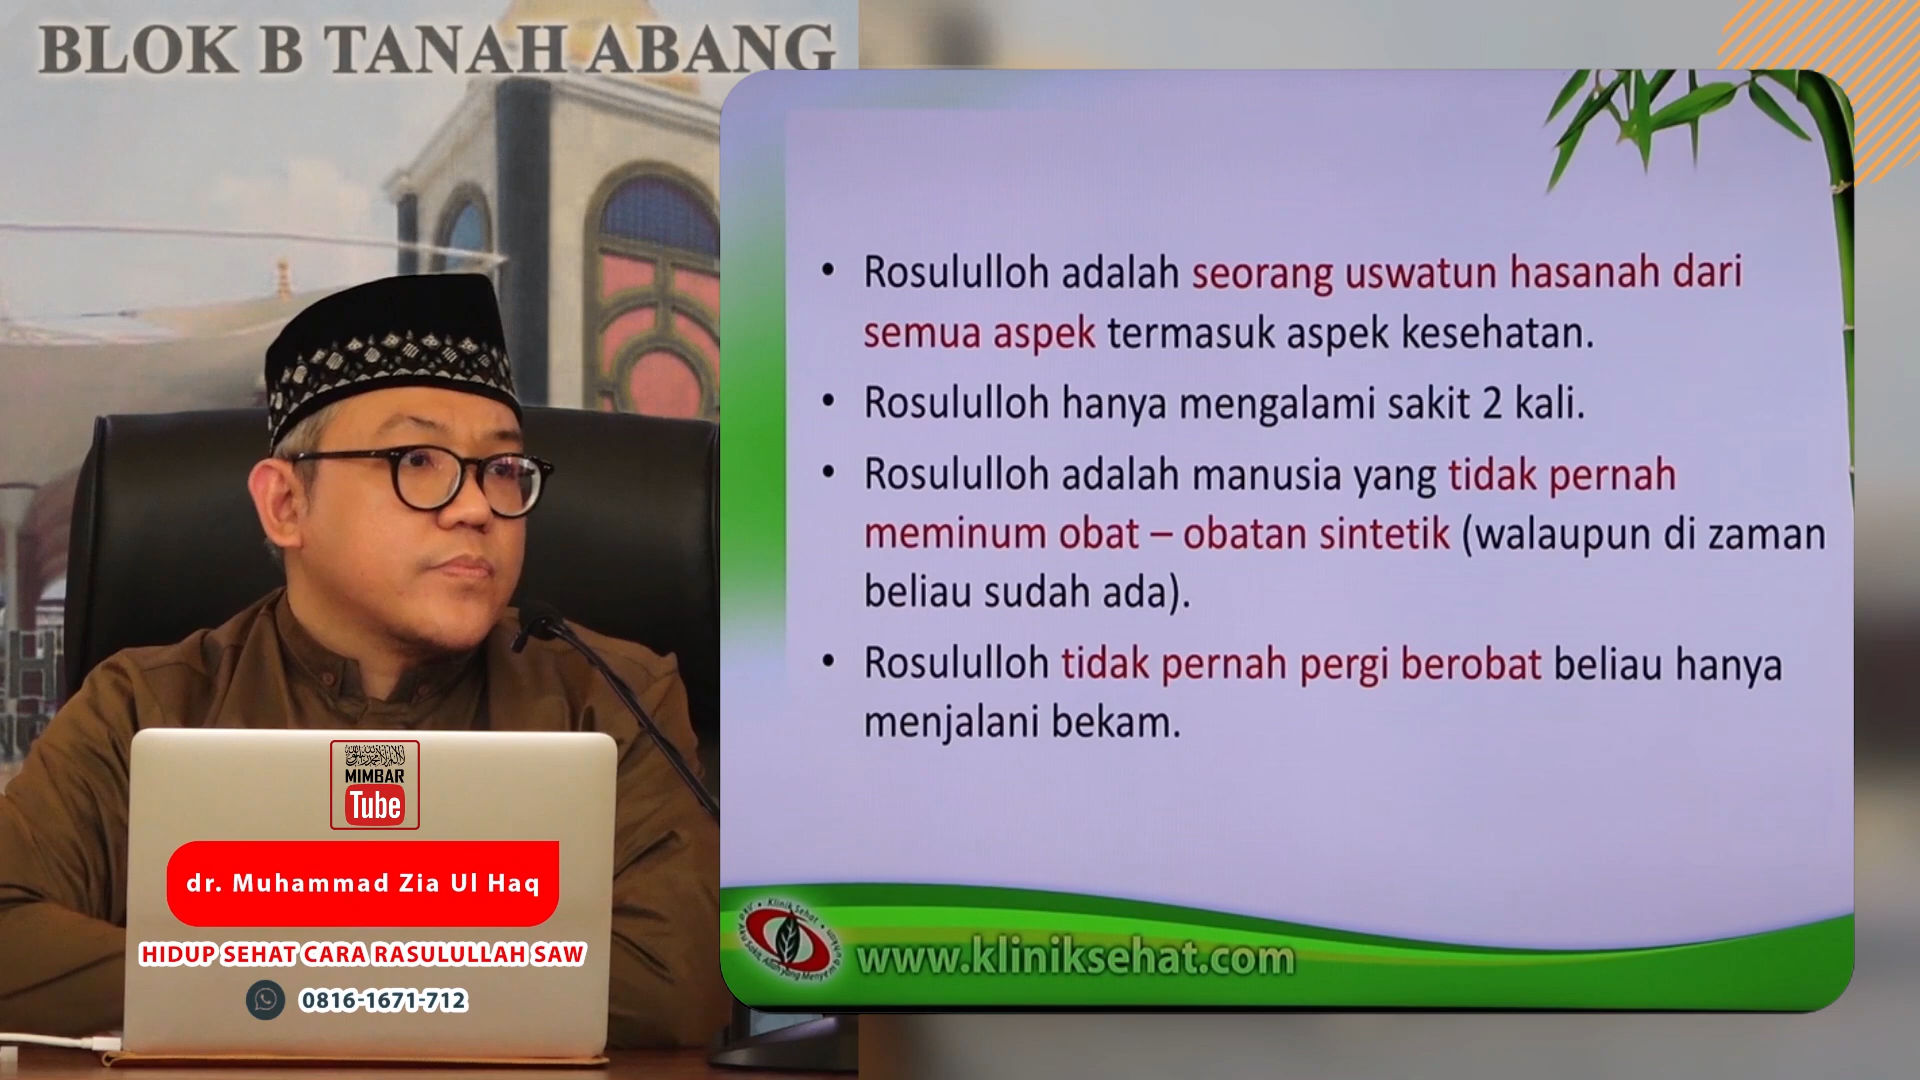 BLOK B TANAH ABANG
• Rosululloh adalah seorang uswatun hasanah dari
semua aspek termasuk aspek kesehatan.
• Rosululloh hanya mengalami sakit 2 kali.
• Rosululloh adalah manusia yang tidak pernah
meminum obat – obatan sintetik (walaupun di zaman
beliau sudah ada).
• Rosululloh tidak pernah pergi berobat beliau hanya
menjalani bekam.
www.kliniksehat.com
MIMBAR
Tube
dr. Muhammad Zia Ul Haq
HIDUP SEHAT CARA RASULULLAH SAW
0816-1671-712